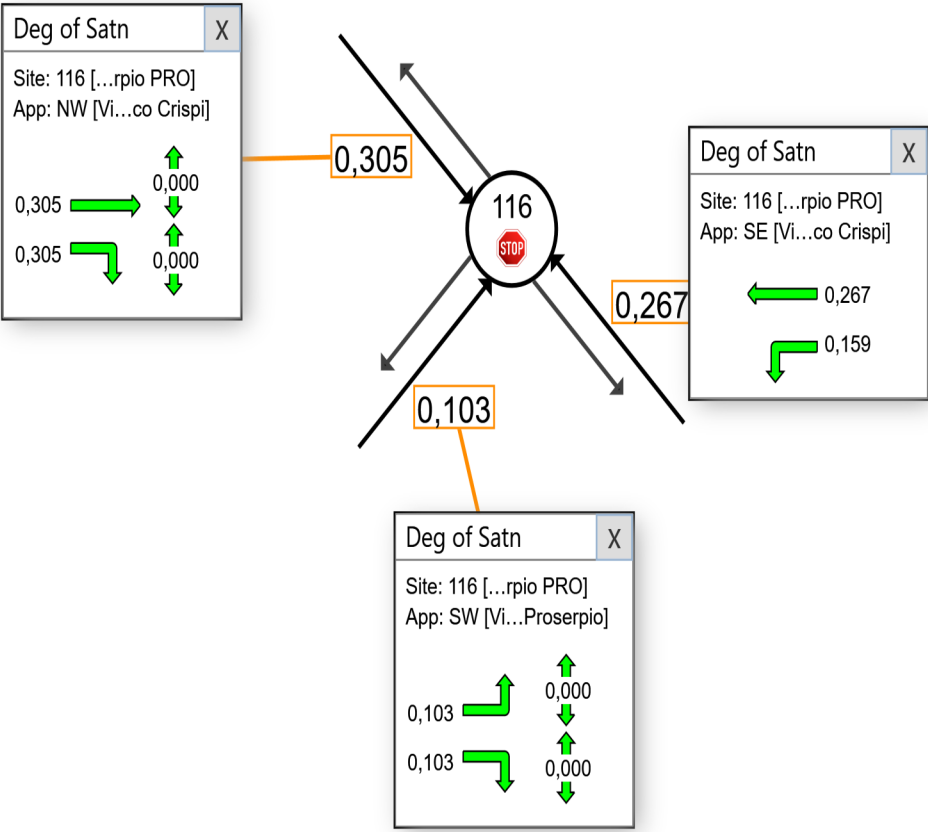 Deg of Satn X
Site: 116 [...rpio PRO]
App: NW [Vi...co Crispi]
0,305
0,000
0,305
0,000
0,305
116
STOP
0,267
Deg of Satn X
Site: 116 [...rpio PRO]
App: SE [Vi...co Crispi]
0,267
0,159
0,103
Deg of Satn X
Site: 116 [...rpio PRO]
App: SW [Vi...Proserpio]
0,103
0,000
0,103
0,000